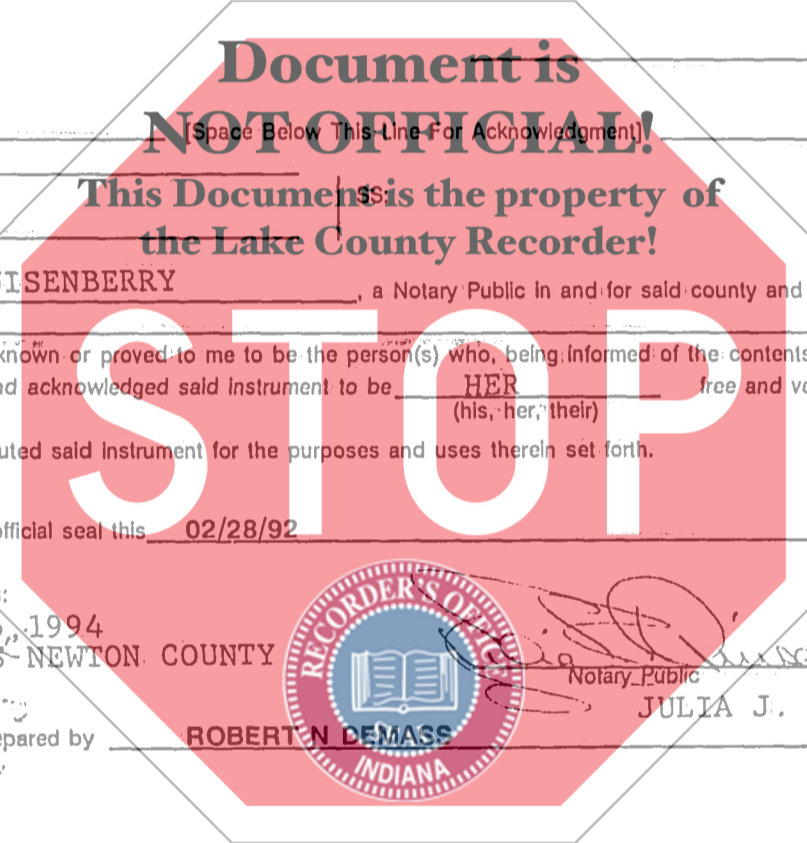 Document is
NOT OFFICIAL!
[Space Below This Line For Acknowledgment]
This Document is the property of
SS:
the Lake County Recorder!
ISENBERRY , a Notary Public in and for said county and
known or proved to me to be the person(s) who, being informed of the contents
acknowledged said instrument to be HER free and
(his, her, their)
said instrument for the purposes and uses therein set forth.
STOP
official seal this 02/28/92
1994
NEWTON COUNTY
RECORDER'S OFFICE
INDIANA
Notary Public
JULIA J.
epared by ROBERT N DEMASS